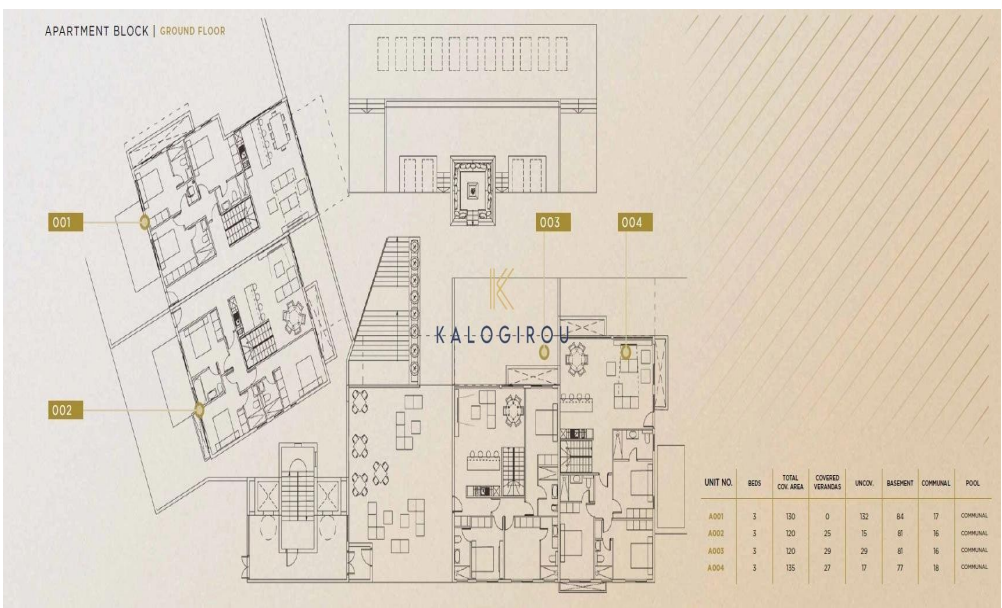 APARTMENT BLOCK | GROUND FLOOR
001
003
004
KALOGIROU
002
UNIT NO. BEDS TOTAL COV. AREA COVERED VERANDAS UNCOV. BASEMENT COMMUNAL POOL
A001 3 130 0 132 84 17 COMMUNAL
A002 3 120 25 15 81 16 COMMUNAL
A003 3 120 29 29 81 16 COMMUNAL
A004 3 135 27 17 77 18 COMMUNAL